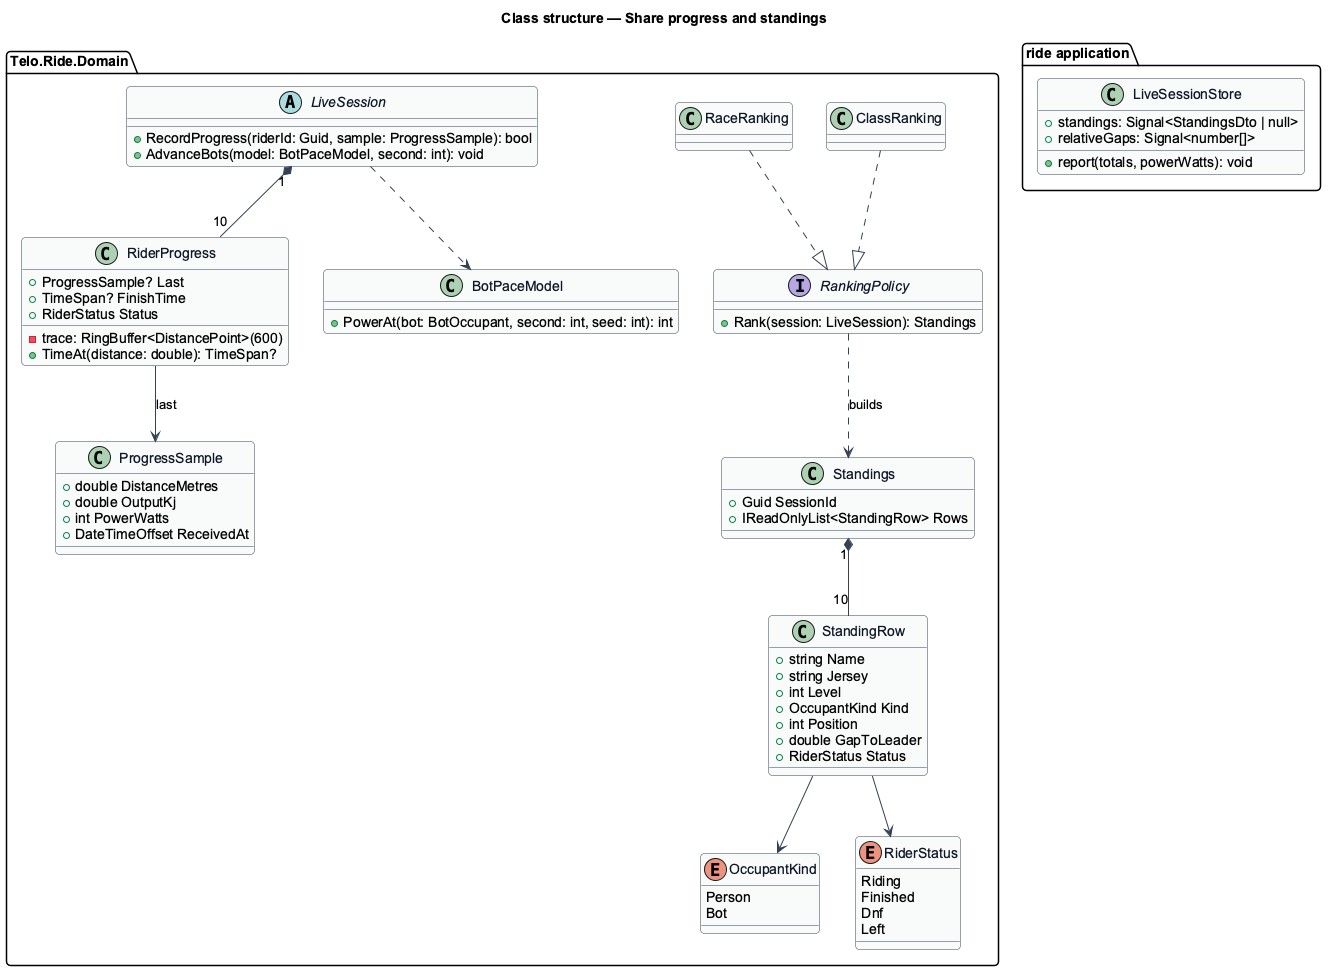 Class structure — Share progress and standings
Telo.Ride.Domain
A LiveSession
RecordProgress(riderId: Guid, sample: ProgressSample): bool
AdvanceBots(model: BotPaceModel, second: int): void
C RaceRanking
C ClassRanking
1
10
C RiderProgress
ProgressSample? Last
TimeSpan? FinishTime
RiderStatus Status
trace: RingBuffer<DistancePoint>(600)
TimeAt(distance: double): TimeSpan?
C BotPaceModel
PowerAt(bot: BotOccupant, second: int, seed: int): int
I RankingPolicy
Rank(session: LiveSession): Standings
last
builds
C ProgressSample
double DistanceMetres
double OutputKj
int PowerWatts
DateTimeOffset ReceivedAt
C Standings
Guid SessionId
IReadOnlyList<StandingRow> Rows
1
10
C StandingRow
string Name
string Jersey
int Level
OccupantKind Kind
int Position
double GapToLeader
RiderStatus Status
E OccupantKind
Person
Bot
E RiderStatus
Riding
Finished
Dnf
Left
ride application
C LiveSessionStore
standings: Signal<StandingsDto | null>
relativeGaps: Signal<number[]>
report(totals, powerWatts): void